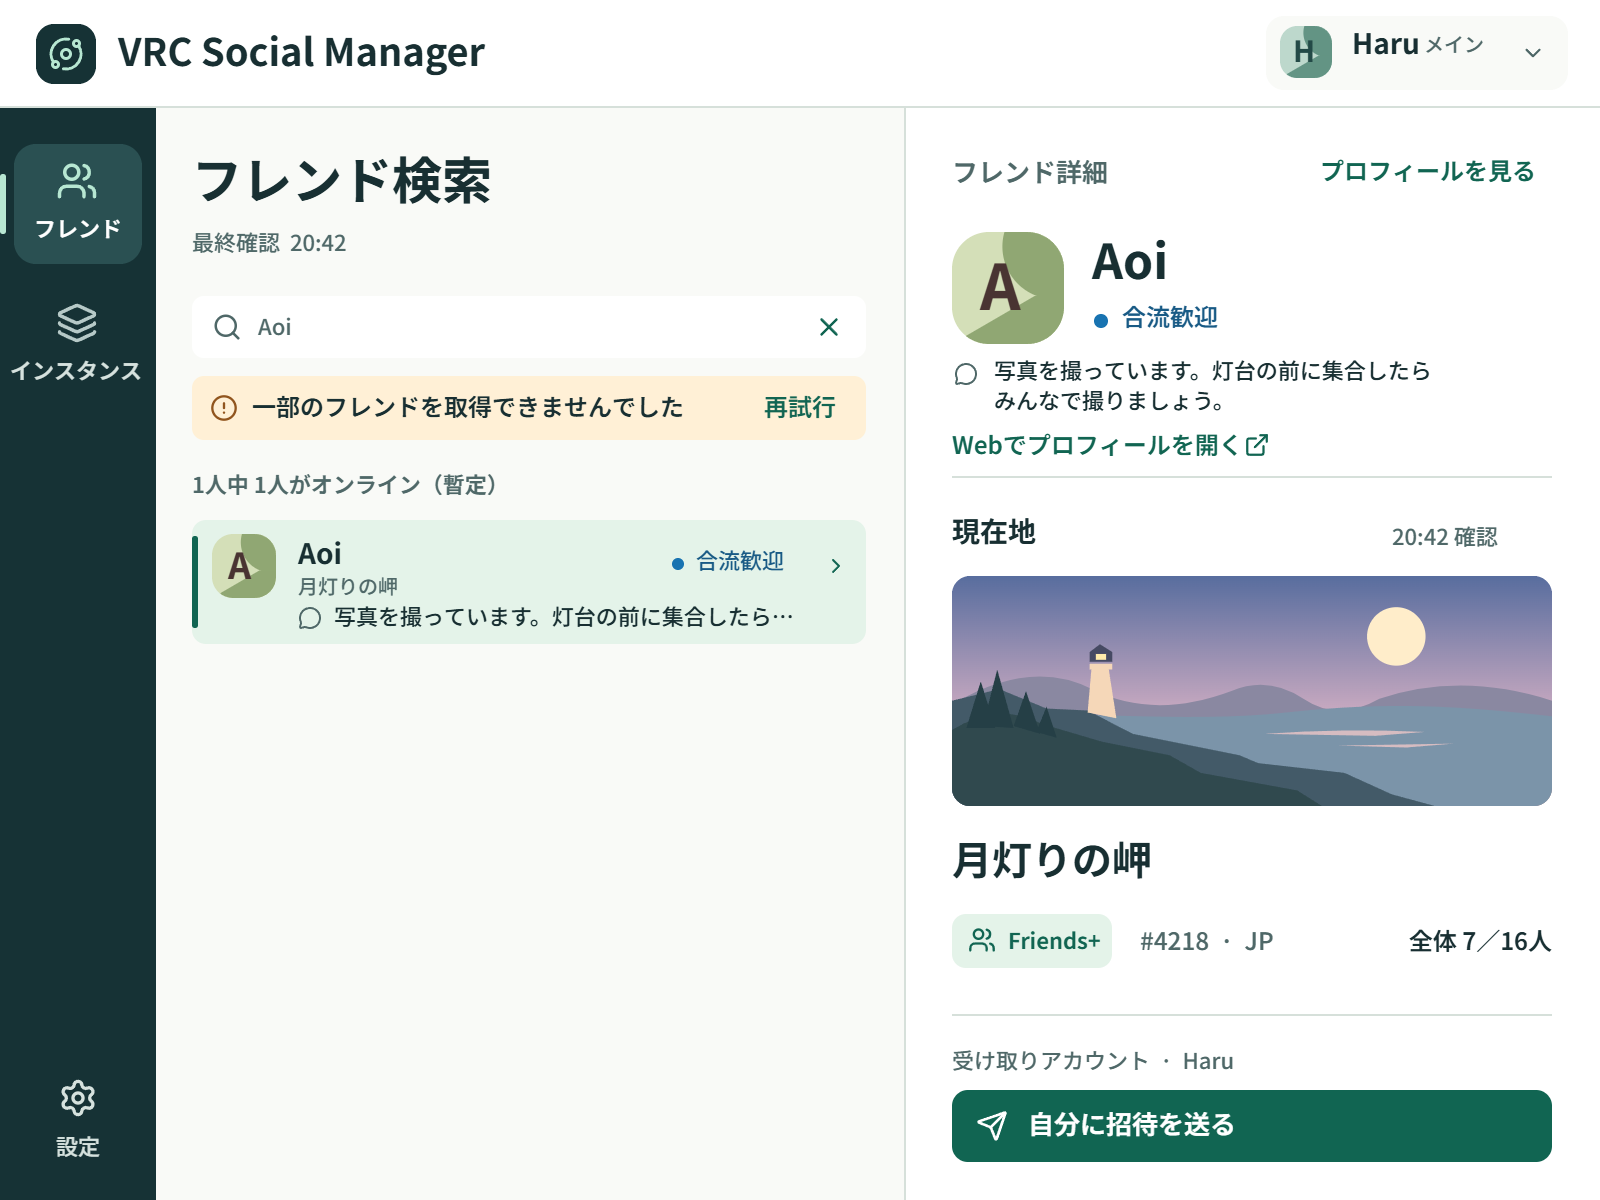 VRC Social Manager
H
Haru メイン
フレンド
インスタンス
設定
フレンド検索
最終確認 20:42
Aoi
一部のフレンドを取得できませんでした
再試行
1人中 1人がオンライン（暫定）
A
Aoi
合流歓迎
月灯りの岬
写真を撮っています。灯台の前に集合したら…
フレンド詳細
プロフィールを見る
A
Aoi
合流歓迎
写真を撮っています。灯台の前に集合したら
みんなで撮りましょう。
Webでプロフィールを開く
現在地
20:42 確認
月灯りの岬
Friends+
#4218 · JP
全体 7／16人
受け取りアカウント · Haru
自分に招待を送る